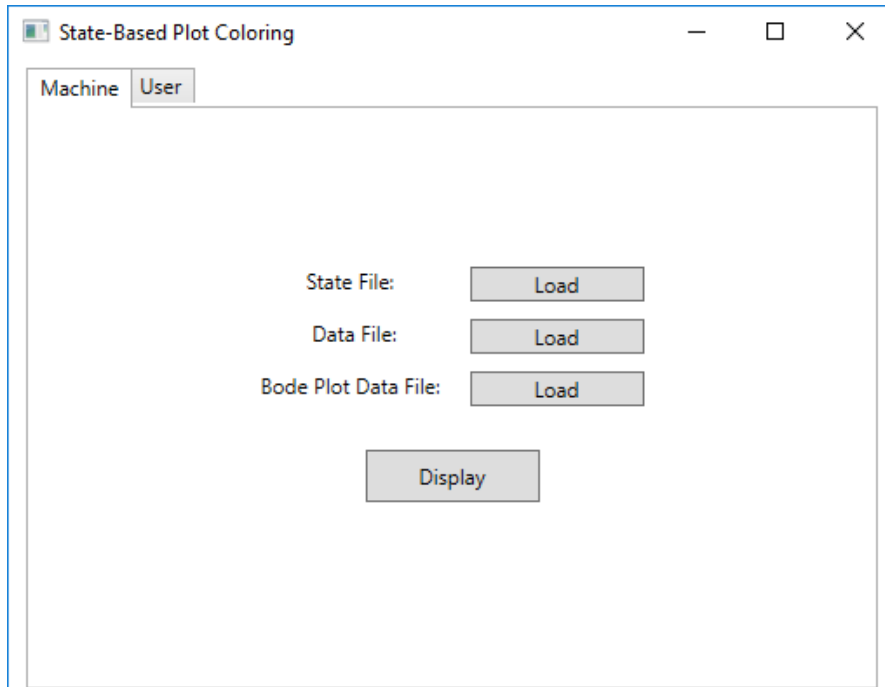 State-Based Plot Coloring
Machine User
State File: Load
Data File: Load
Bode Plot Data File: Load
Display